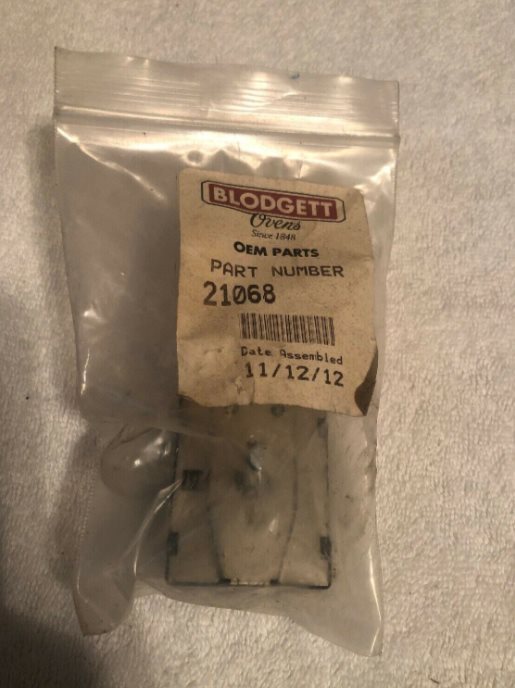 BLODGETT
Ovens
Since 1848
OEM PARTS
PART NUMBER
21068
Date Assembled
11/12/12